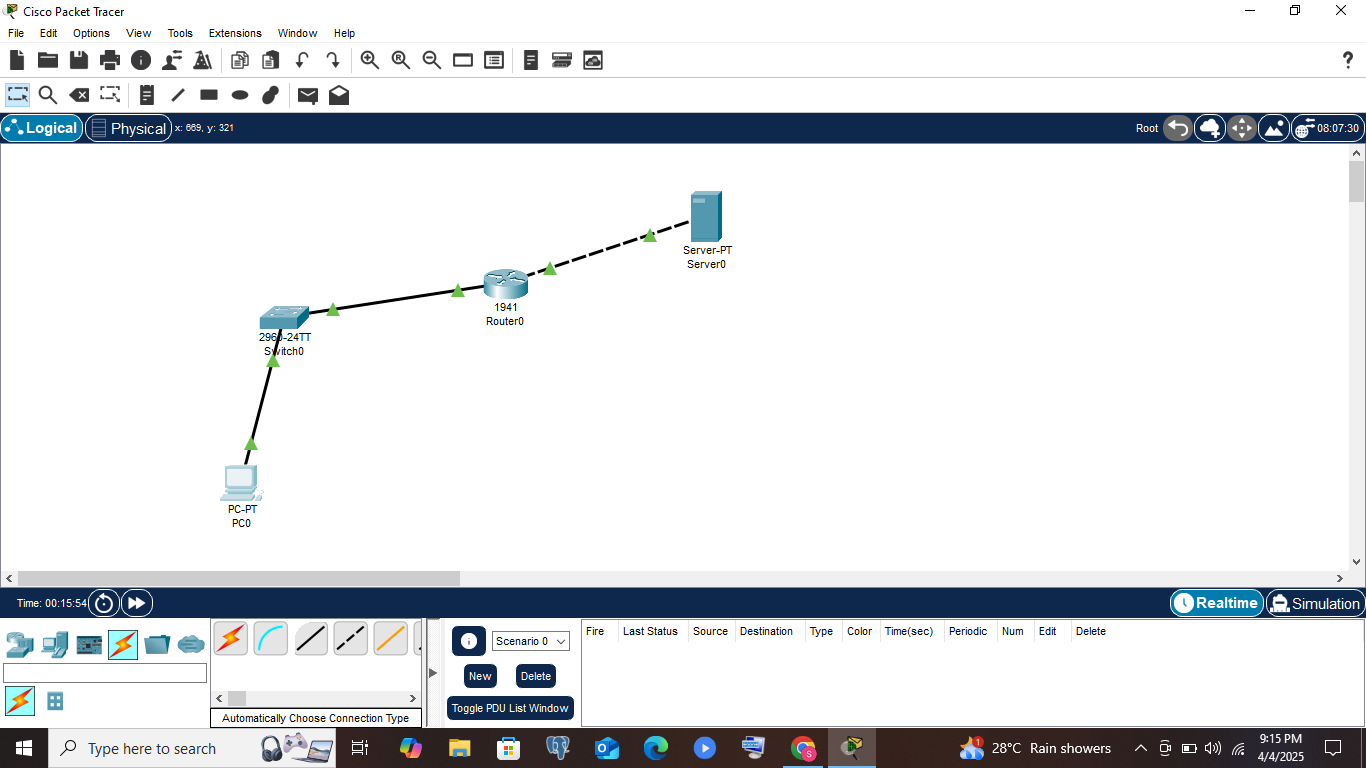 Cisco Packet Tracer
File Edit Options View Tools Extensions Window Help
?
Logical Physical x: 669, y: 321 Root 08:07:30
Server-PT
Server0
1941
Router0
2960-24TT
Switch0
PC-PT
PC0
Time: 00:15:54 Realtime Simulation
Scenario 0
New Delete
Toggle PDU List Window
Fire Last Status Source Destination Type Color Time(sec) Periodic Num Edit Delete
Automatically Choose Connection Type
Type here to search
28°C Rain showers
9:15 PM
4/4/2025